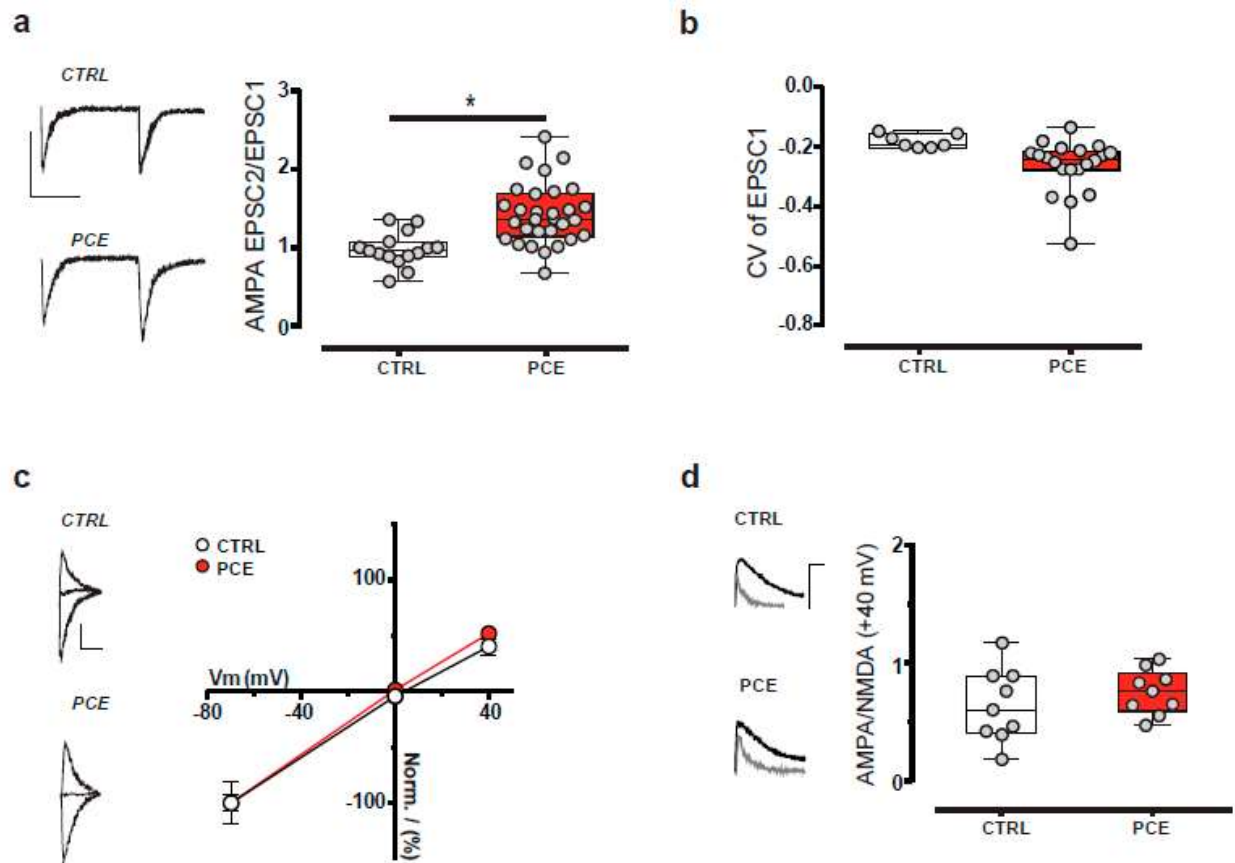 a
CTRL
PCE
AMPA EPSC2/EPSC1
3
2
1
0
*
CTRL PCE
b
CV of EPSC1
0.0
-0.2
-0.4
-0.6
-0.8
CTRL PCE
c
CTRL
PCE
CTRL
PCE
100
Vm (mV)
-80 -40 40
-100
Norm. I (%)
d
CTRL
PCE
AMPA/NMDA (+40 mV)
2
1
0
CTRL PCE